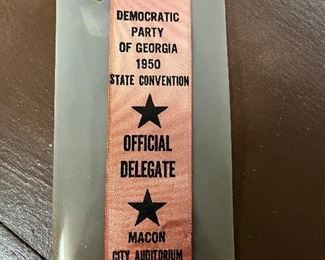 DEMOCRATIC
PARTY
OF GEORGIA
1950
STATE CONVENTION
OFFICIAL
DELEGATE
MACON
CITY AUDITORIUM